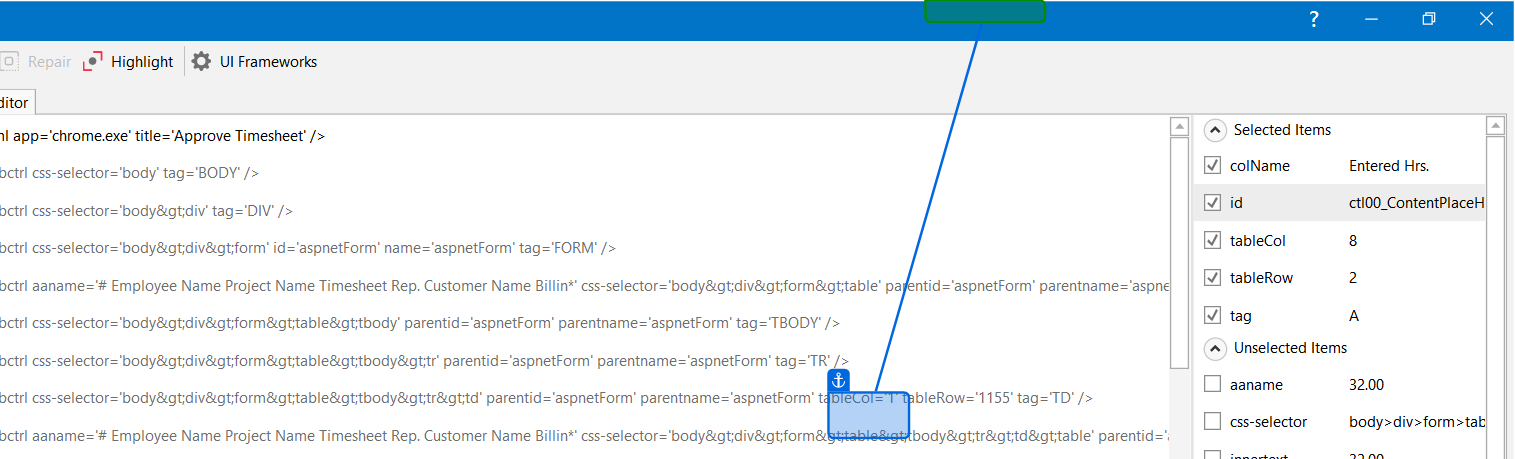 ?
Repair Highlight UI Frameworks
ditor
nl app='chrome.exe' title='Approve Timesheet' />
bctrl css-selector='body' tag='BODY' />
bctrl css-selector='body&gt;div' tag='DIV' />
bctrl css-selector='body&gt;div&gt;form' id='aspnetForm' name='aspnetForm' tag='FORM' />
bctrl aaname='# Employee Name Project Name Timesheet Rep. Customer Name Billin*' css-selector='body&gt;div&gt;form&gt;table' parentid='aspnetForm' parentname='aspne
bctrl css-selector='body&gt;div&gt;form&gt;table&gt;tbody' parentid='aspnetForm' parentname='aspnetForm' tag='TBODY' />
bctrl css-selector='body&gt;div&gt;form&gt;table&gt;tbody&gt;tr' parentid='aspnetForm' parentname='aspnetForm' tag='TR' />
bctrl css-selector='body&gt;div&gt;form&gt;table&gt;tbody&gt;tr&gt;td' parentid='aspnetForm' parentname='aspnetForm' tableCol='1' tableRow='1155' tag='TD' />
bctrl aaname='# Employee Name Project Name Timesheet Rep. Customer Name Billin*' css-selector='body&gt;div&gt;form&gt;table&gt;tbody&gt;tr&gt;td&gt;table' parentid='a
Selected Items
colName Entered Hrs.
id ctl00_ContentPlaceH
tableCol 8
tableRow 2
tag A
Unselected Items
aaname 32.00
css-selector body>div>form>tab
innertext 32.00